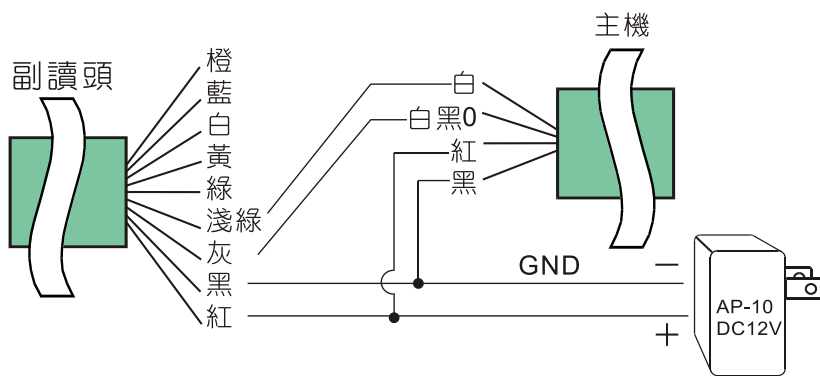 主機
副讀頭
橙
藍
白
黃
綠
淺綠
灰
黑
紅
白
白黑0
紅
黑
GND
−
+
AP-10
DC12V